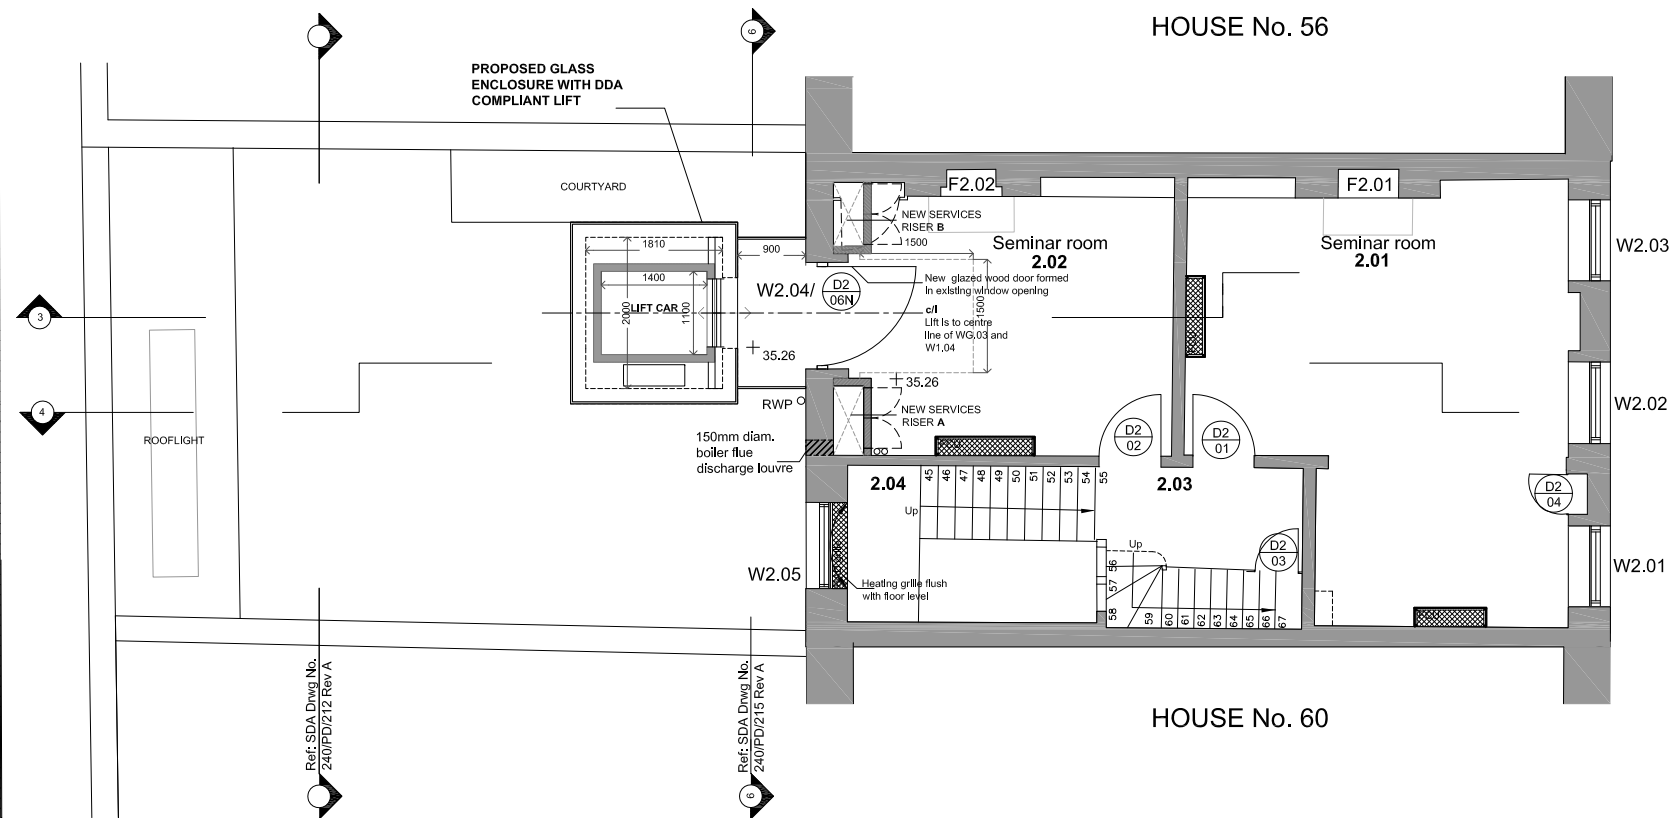 HOUSE No. 56
6
PROPOSED GLASS
ENCLOSURE WITH DDA
COMPLIANT LIFT
COURTYARD
F2.02
F2.01
NEW SERVICES
RISER B
1500
Seminar room
2.02
Seminar room
2.01
W2.03
1810
900
1400
2000
1100
LIFT CAR
W2.04/
D2
06N
New glazed wood door formed
in existing window opening
c/l
Lift is to centre
line of WG.03 and
W1.04
1500
3
35.26
35.26
RWP
4
ROOFLIGHT
NEW SERVICES
RISER A
W2.02
150mm diam.
boiler flue
discharge louvre
D2
02
D2
01
2.04
45
46
47
48
49
50
51
52
53
54
55
2.03
Up
D2
04
Up
D2
03
W2.05
Heating grille flush
with floor level
56
57
58
59
60
61
62
63
64
65
66
67
W2.01
Ref: SDA Drwg No.
240/PD/212 Rev A
Ref: SDA Drwg No.
240/PD/215 Rev A
HOUSE No. 60
6